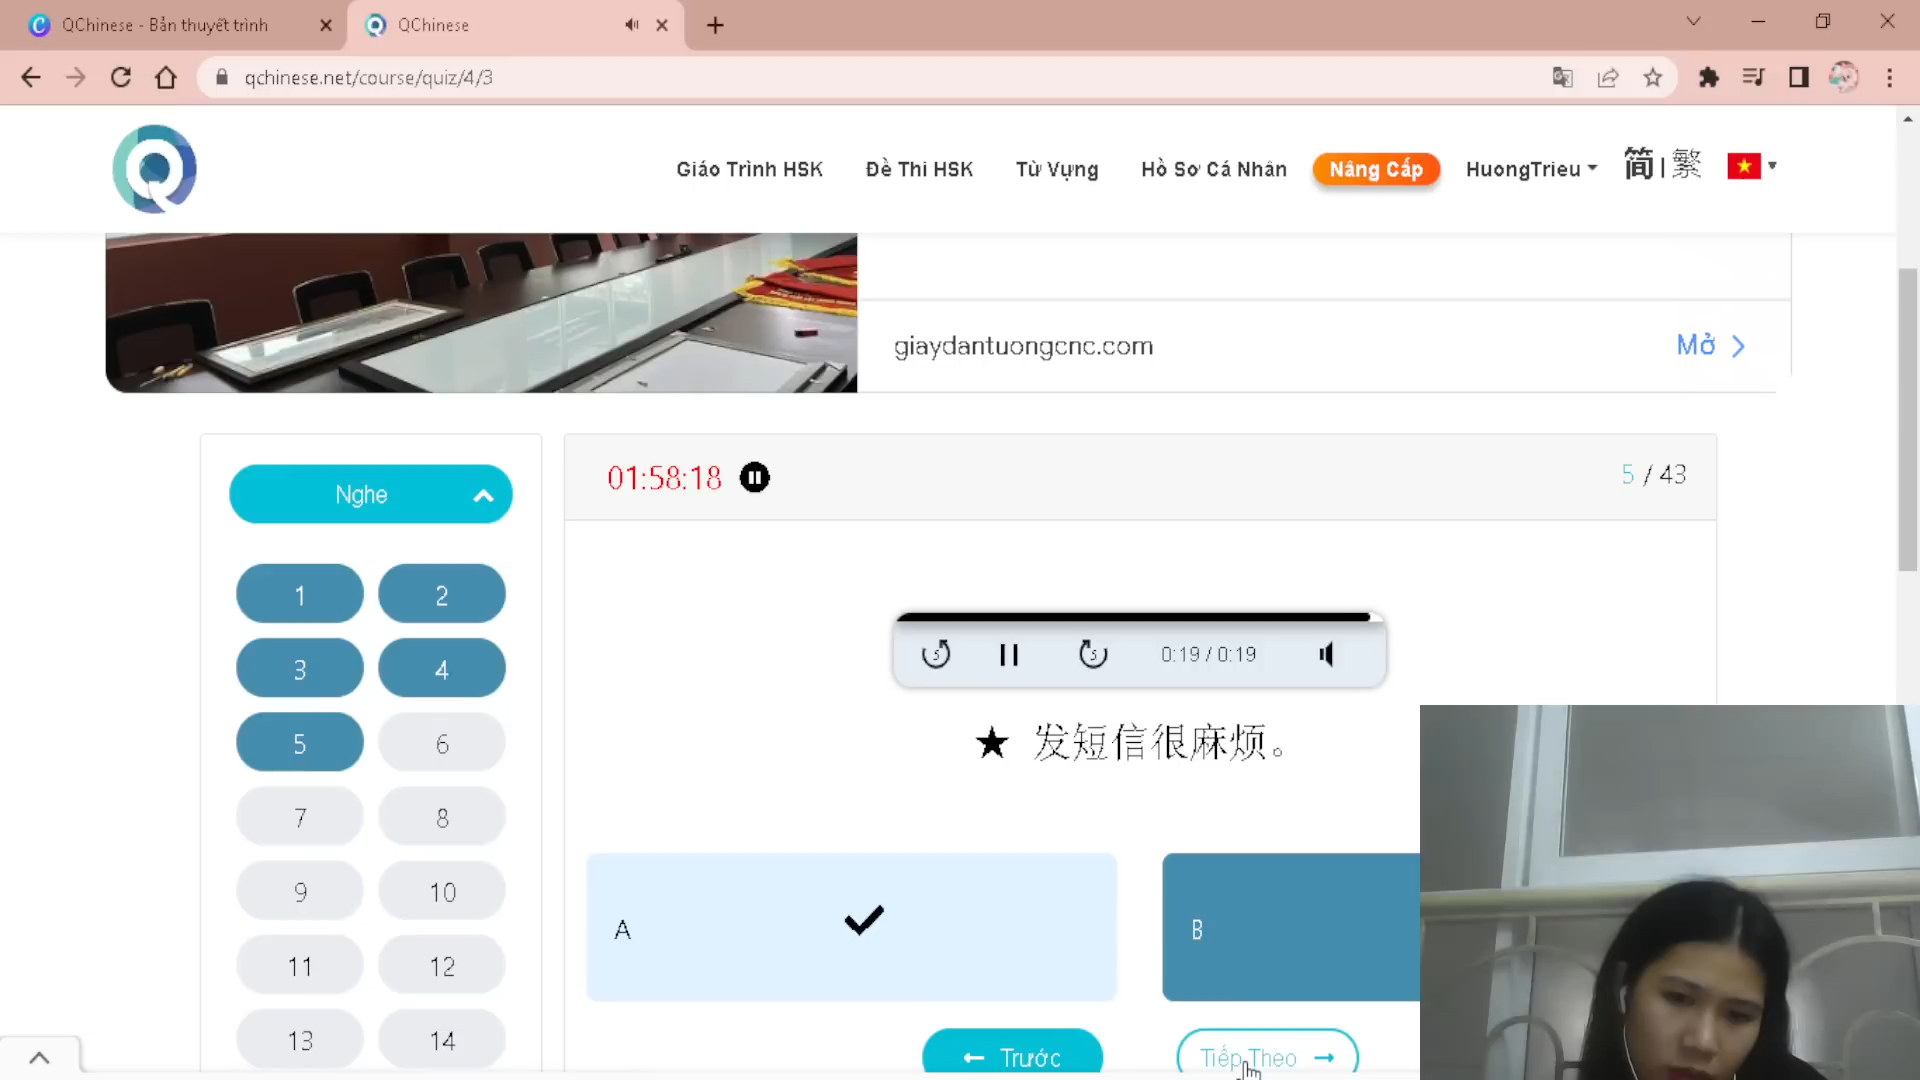 QChinese - Bản thuyết trình
QChinese
qchinese.net/course/quiz/4/3
Giáo Trình HSK
Đề Thi HSK
Từ Vựng
Hồ Sơ Cá Nhân
Nâng Cấp
HuongTrieu
简 | 繁
giaydantuongcnc.com
Mở
Nghe
01:58:18
5 / 43
1
2
3
4
5
6
7
8
9
10
11
12
13
14
5
5
0:19 / 0:19
★ 发短信很麻烦。
A
B
← Trước
Tiếp Theo →